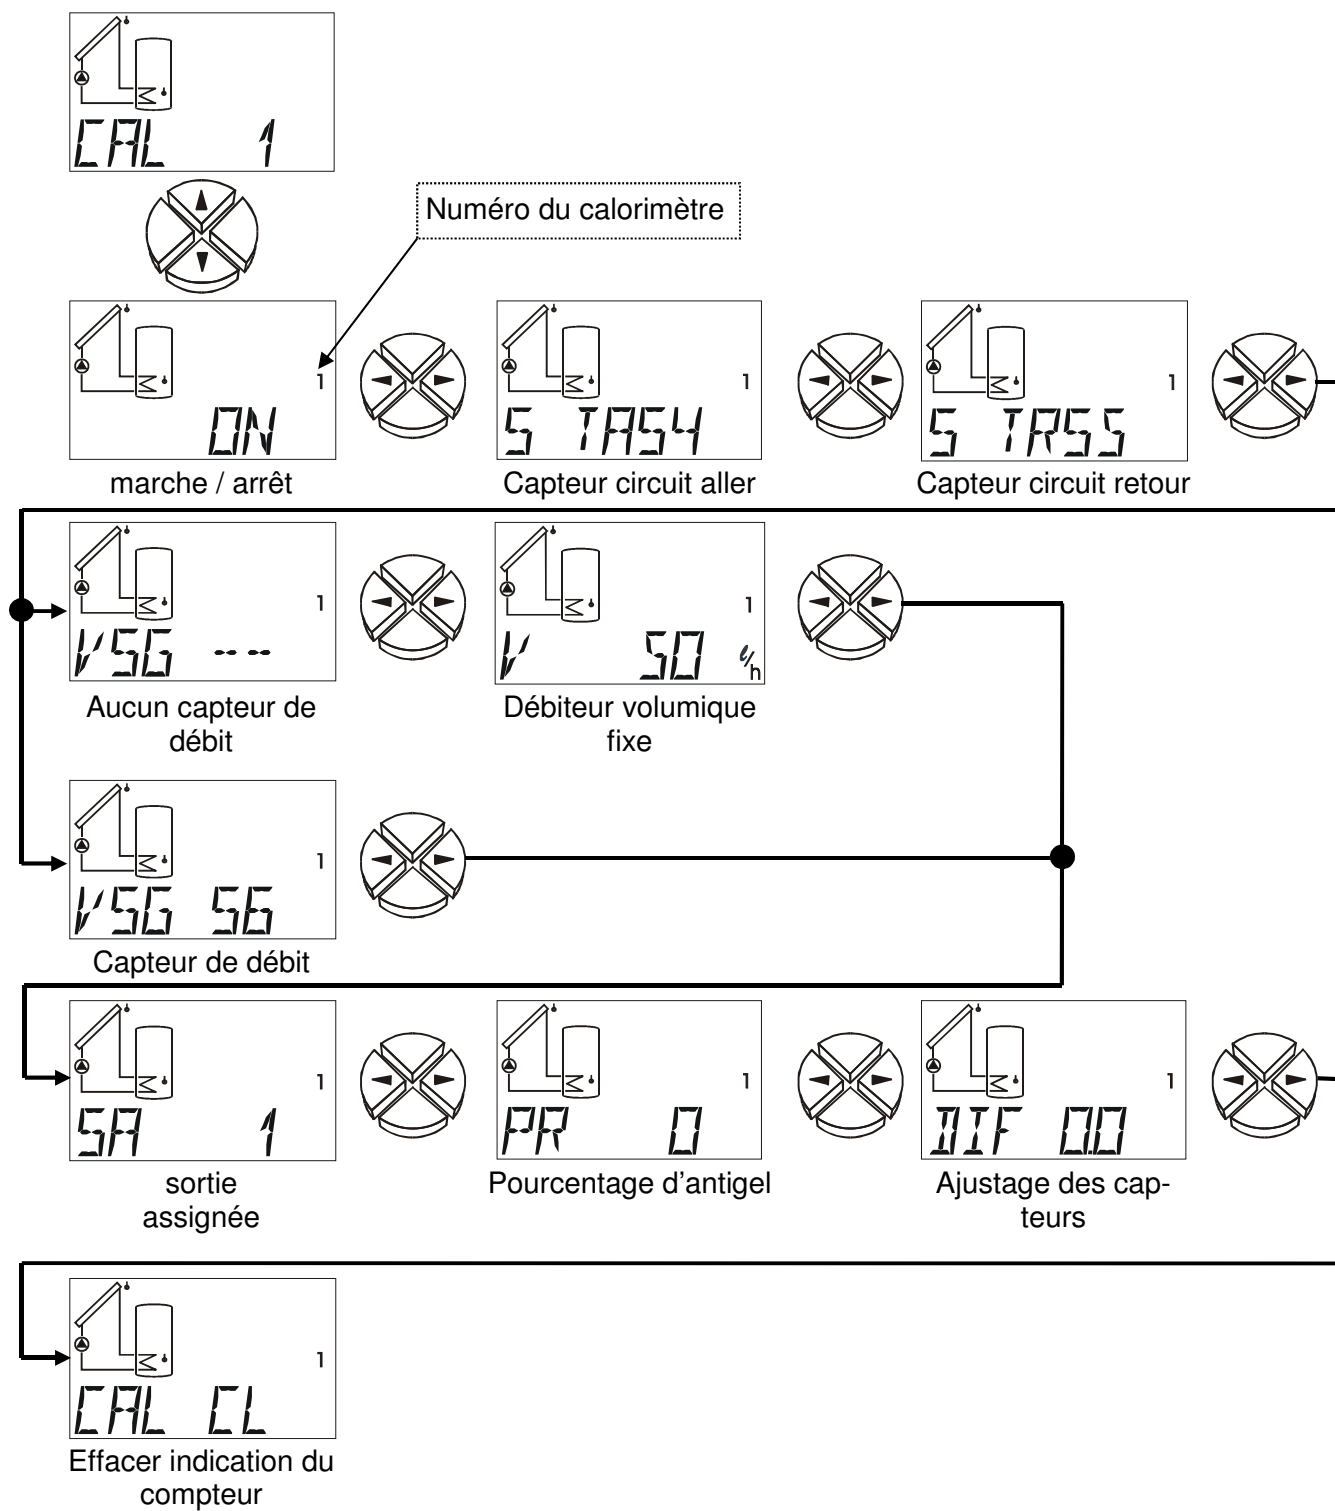 CAL 1
Numéro du calorimètre
1
ON
marche / arrêt
1
S TAS4
Capteur circuit aller
1
S TRS5
Capteur circuit retour
1
VSG --
Aucun capteur de
débit
1
V 50 l/h
Débiteur volumique
fixe
1
VSG S6
Capteur de débit
1
SA 1
sortie
assignée
1
PR 0
Pourcentage d'antigel
1
DIF 0.0
Ajustage des cap-
teurs
1
CAL CL
Effacer indication du
compteur